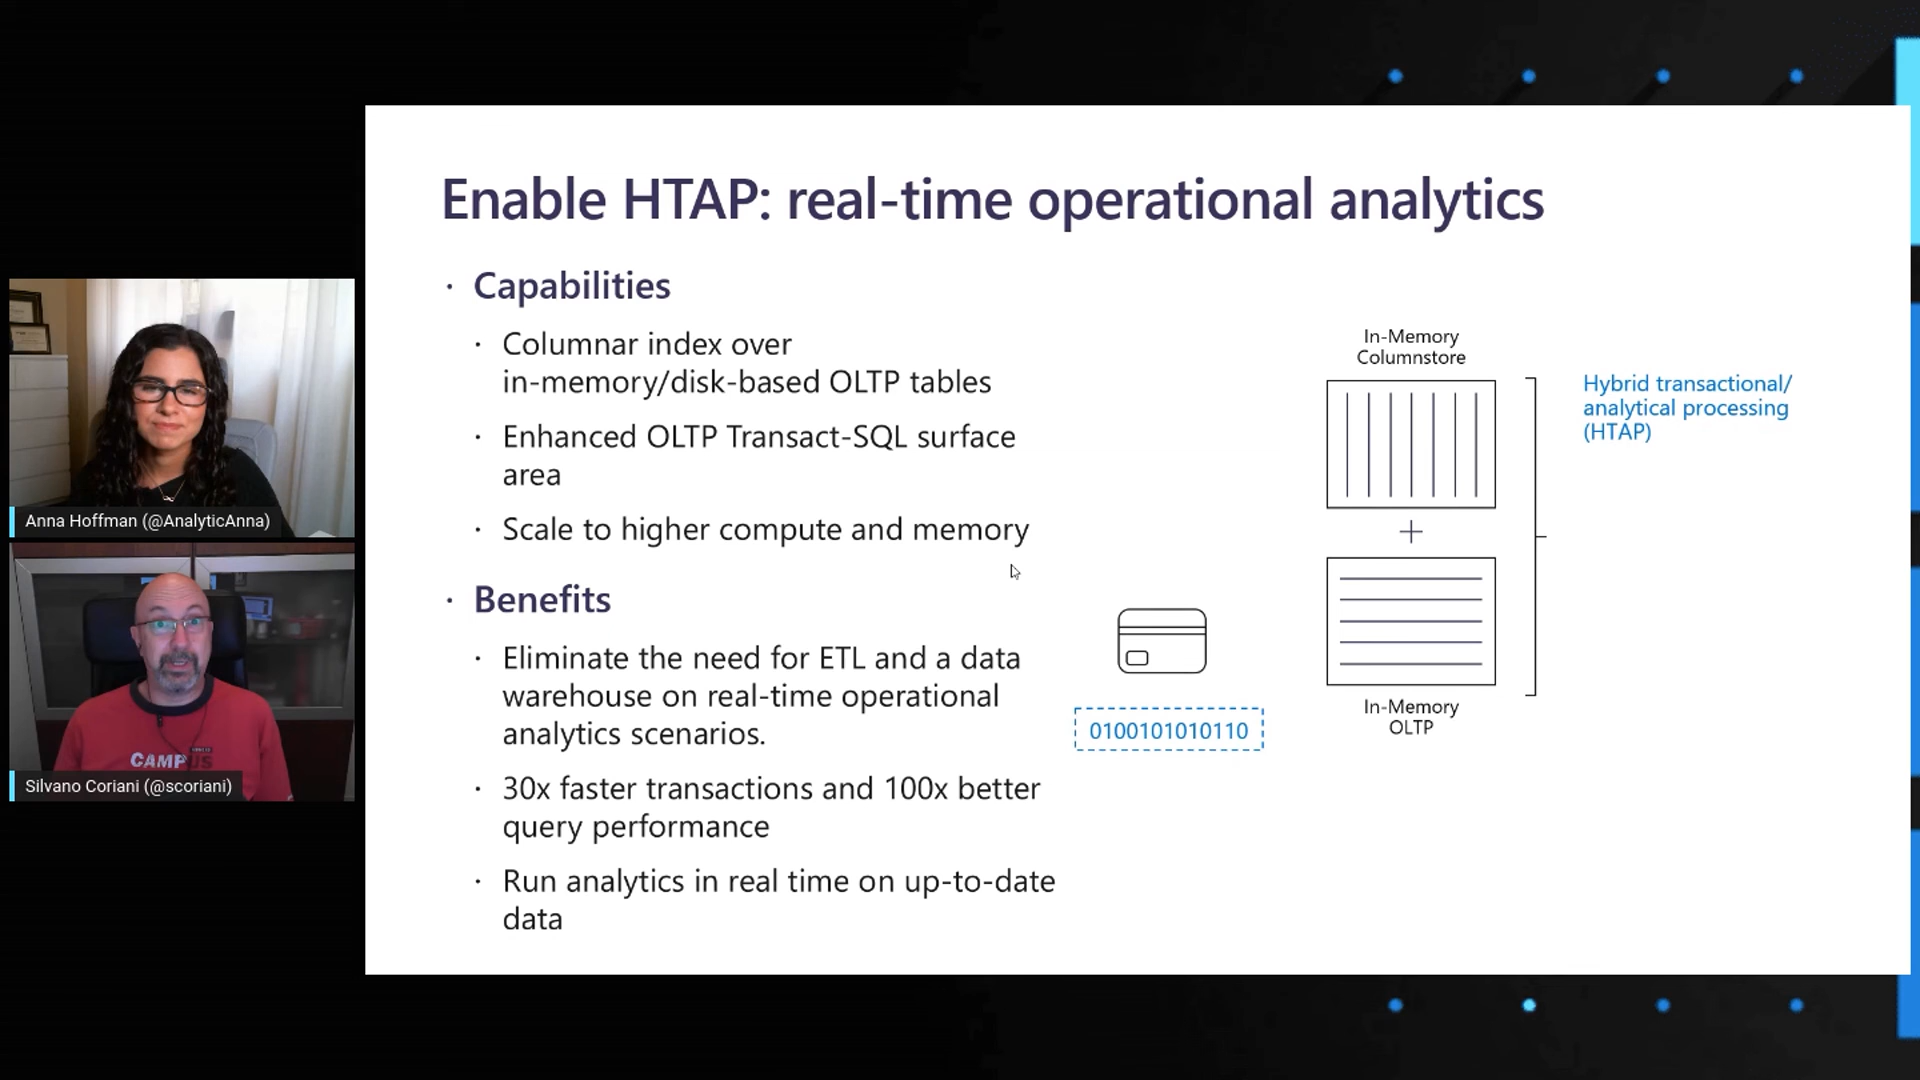 Enable HTAP: real-time operational analytics
· Capabilities
· Columnar index over
in-memory/disk-based OLTP tables
· Enhanced OLTP Transact-SQL surface
area
· Scale to higher compute and memory
· Benefits
· Eliminate the need for ETL and a data
warehouse on real-time operational
analytics scenarios.
· 30x faster transactions and 100x better
query performance
· Run analytics in real time on up-to-date
data
In-Memory
Columnstore
+
In-Memory
OLTP
Hybrid transactional/
analytical processing
(HTAP)
0100101010110
Anna Hoffman (@AnalyticAnna)
CAMPUS
Silvano Coriani (@scoriani)